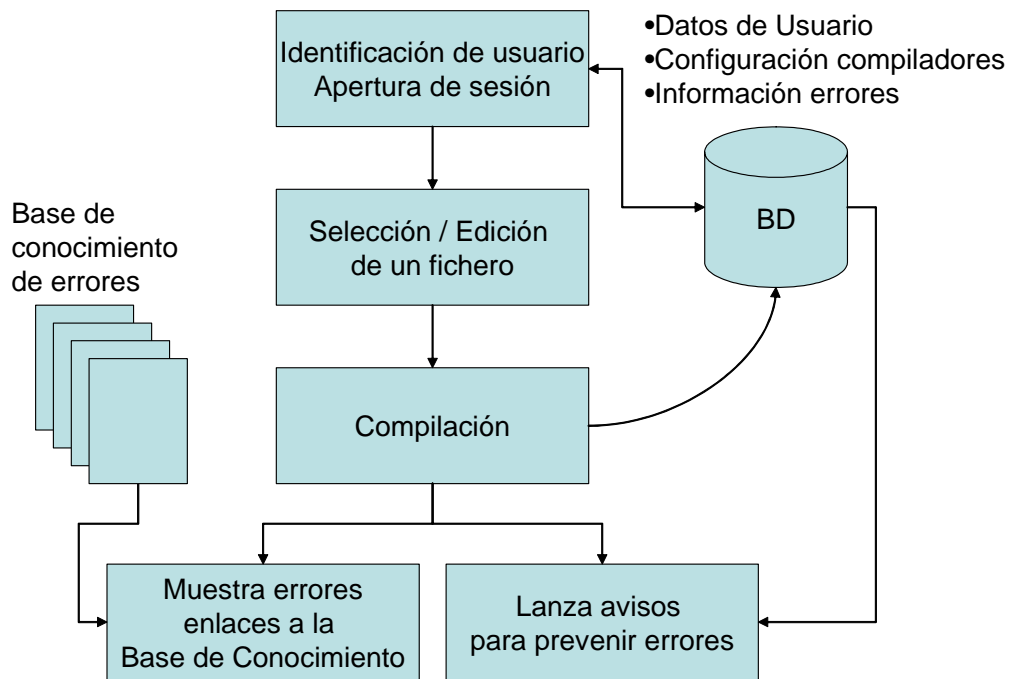 Identificación de usuario
Apertura de sesión
•Datos de Usuario
•Configuración compiladores
•Información errores
BD
Selección / Edición
de un fichero
Base de
conocimiento
de errores
Compilación
Muestra errores
enlaces a la
Base de Conocimiento
Lanza avisos
para prevenir errores